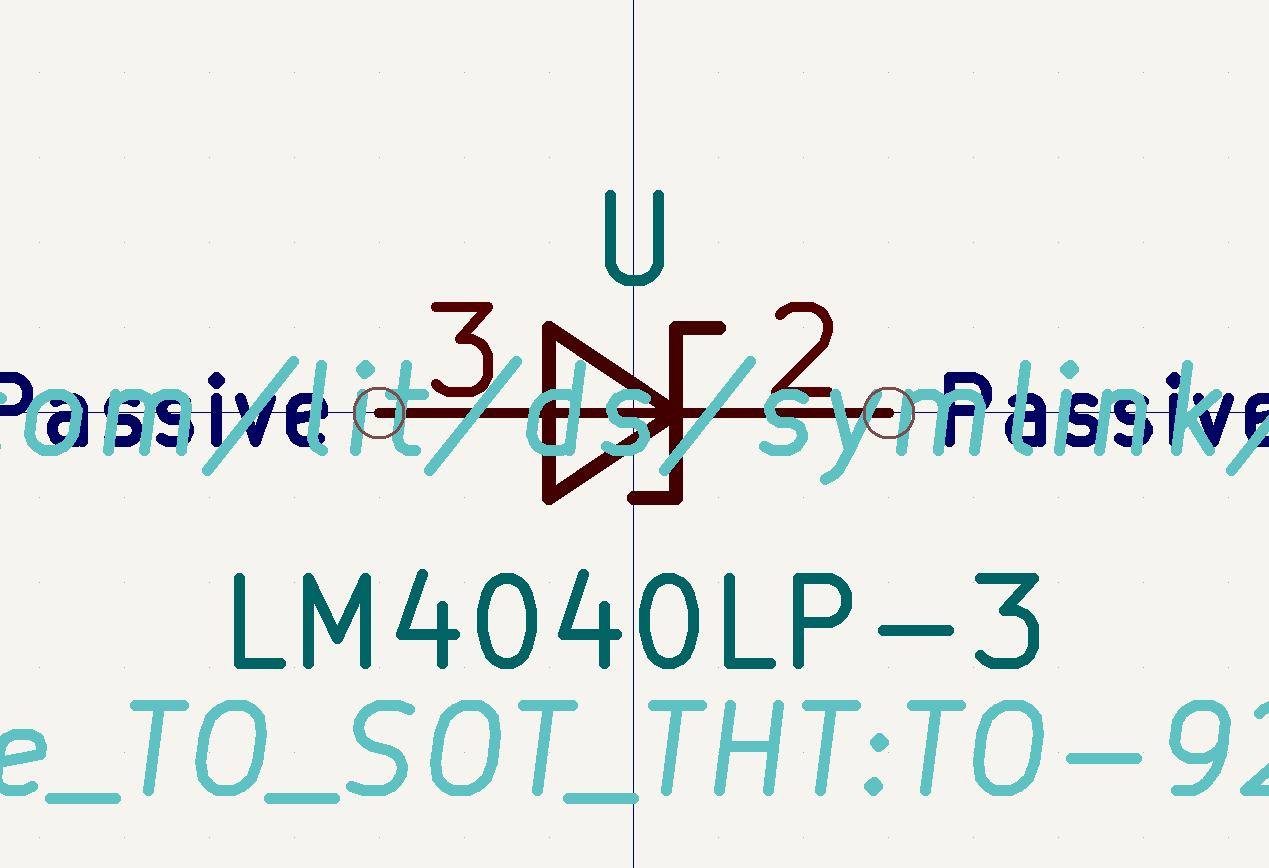 U
3 2
Passive om/lit/ds/symlink/ Passive
LM4040LP-3
e_TO_SOT_THT:TO-92